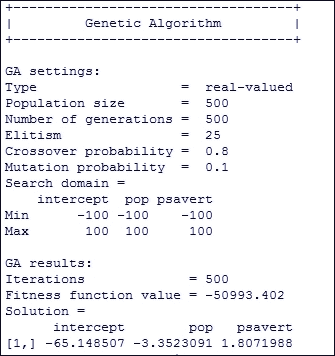 +-----------------------------------+
|         Genetic Algorithm         |
+-----------------------------------+
GA settings:
Type                  =  real-valued
Population size       =  500
Number of generations =  500
Elitism               =  25
Crossover probability =  0.8
Mutation probability  =  0.1
Search domain =
    intercept  pop psavert
Min      -100 -100    -100
Max       100  100     100
GA results:
Iterations             = 500
Fitness function value = -50993.402
Solution =
      intercept        pop   psavert
[1,] -65.148507 -3.3523091 1.8071988